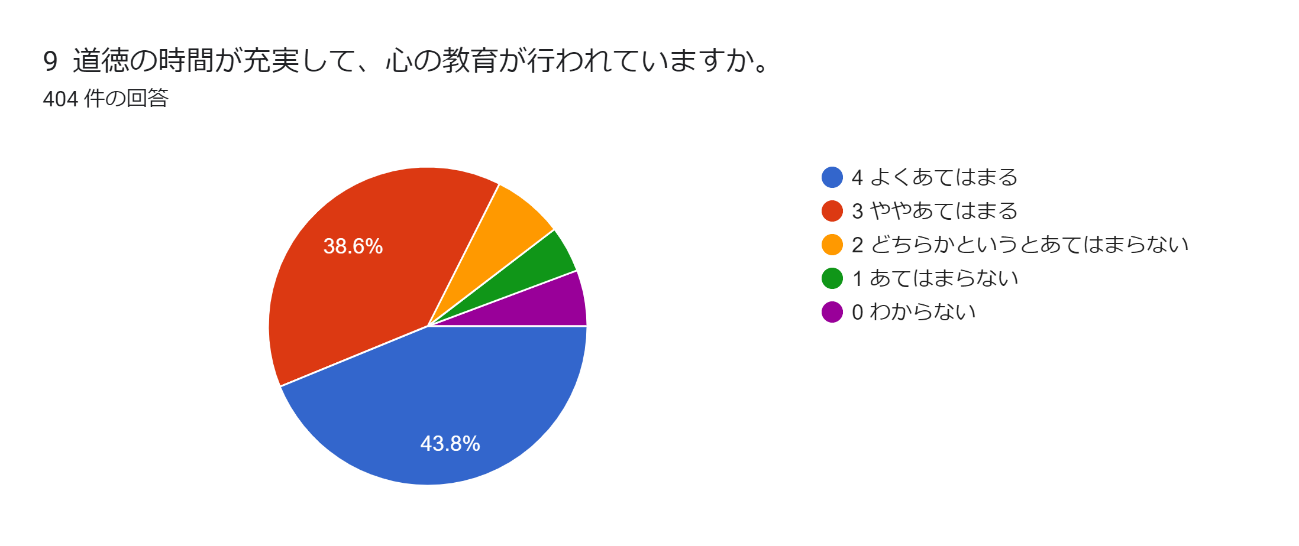 9 道徳の時間が充実して、心の教育が行われていますか。
404 件の回答
38.6%
43.8%
4 よくあてはまる
3 ややあてはまる
2 どちらかというとあてはまらない
1 あてはまらない
0 わからない